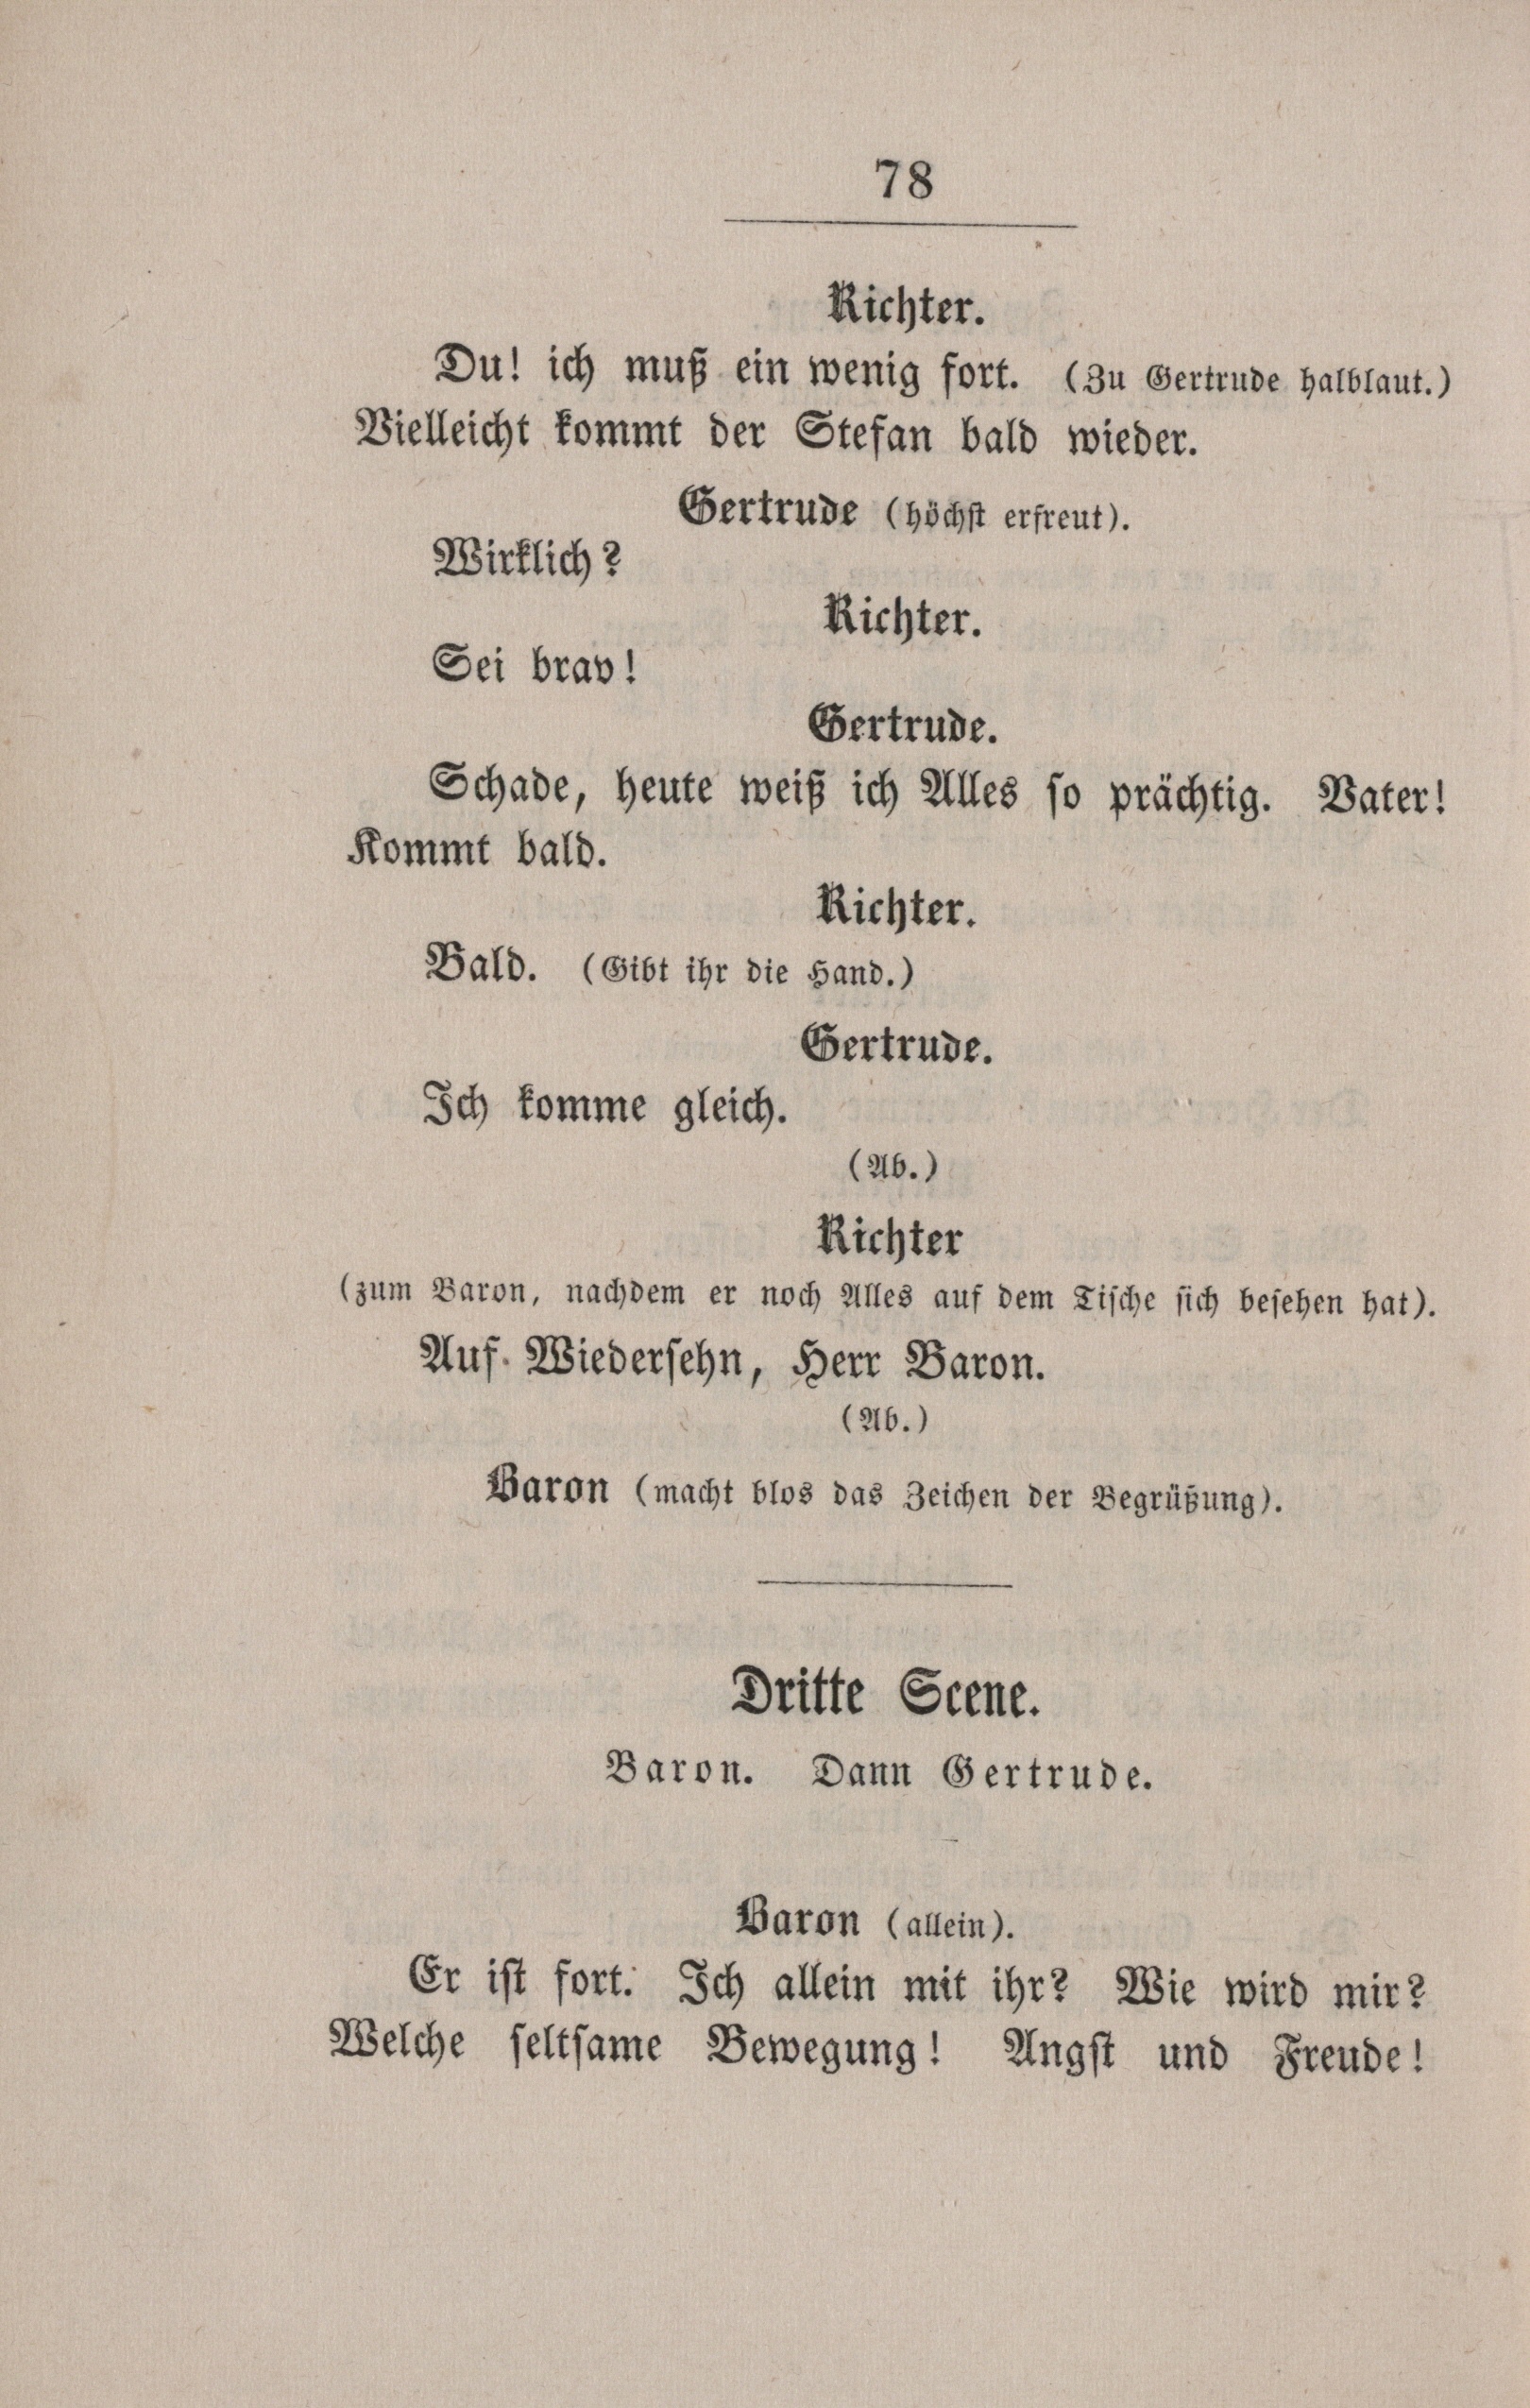 78
Richter.
Du! ich muß ein wenig fort. (Zu Gertrude halblaut.)
Vielleicht kommt der Stefan bald wieder.
Gertrude (höchst erfreut).
Wirklich?
Richter.
Sei brav!
Gertrude.
Schade, heute weiß ich Alles so prächtig. Vater!
Kommt bald.
Richter.
Bald. (Gibt ihr die Hand.)
Gertrude.
Ich komme gleich.
(Ab.)
Richter
(zum Baron, nachdem er noch Alles auf dem Tische sich besehen hat).
Auf Wiedersehn, Herr Baron.
(Ab.)
Baron (macht blos das Zeichen der Begrüßung).
Dritte Scene.
Baron. Dann Gertrude.
Baron (allein).
Er ist fort. Ich allein mit ihr? Wie wird mir?
Welche seltsame Bewegung! Angst und Freude!